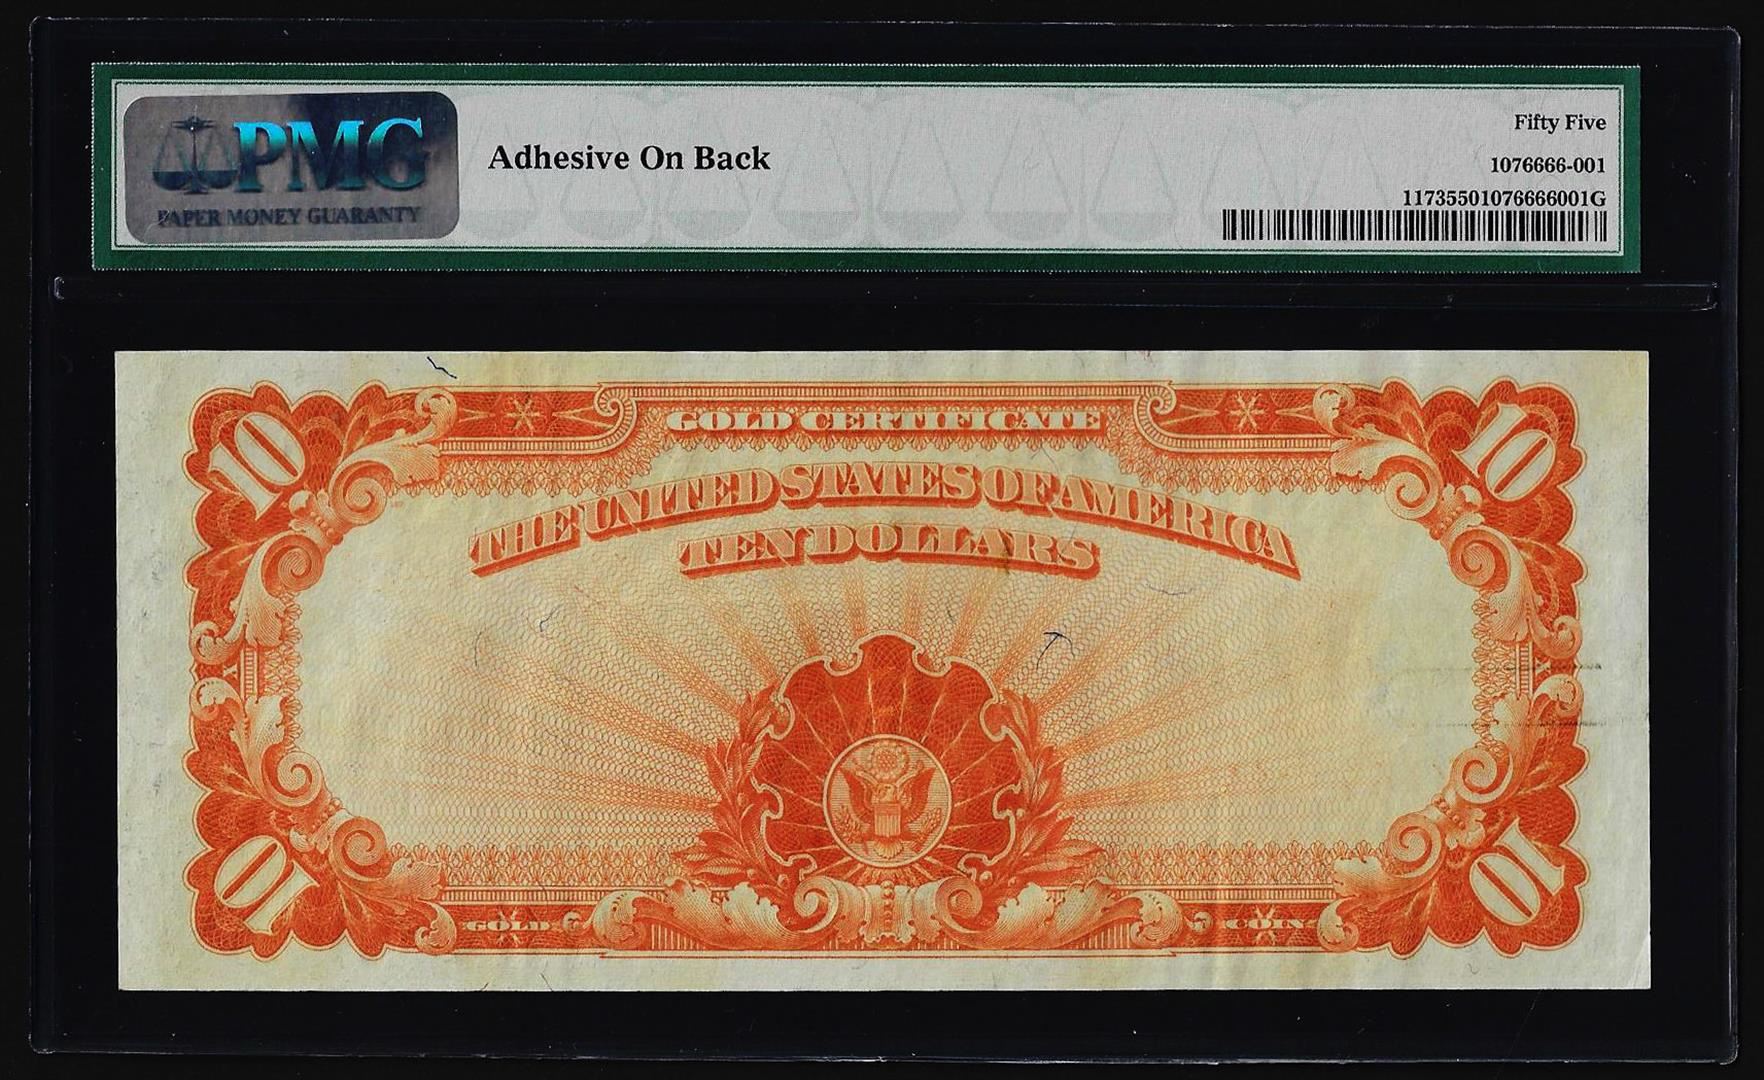 PMG
PAPER MONEY GUARANTY
Adhesive On Back
Fifty Five
1076666-001
11735501076666001G
10
10
GOLD CERTIFICATE
THE UNITED STATES OF AMERICA
TEN DOLLARS
10
10
GOLD
COIN